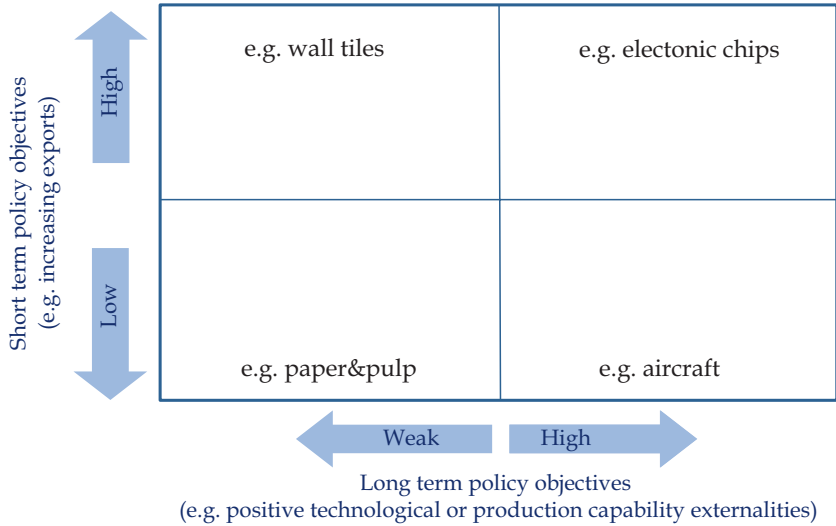 e.g. wall tiles
e.g. electonic chips
High
Short term policy objectives
(e.g. increasing exports)
Low
e.g. paper&pulp
e.g. aircraft
Weak
High
Long term policy objectives
(e.g. positive technological or production capability externalities)